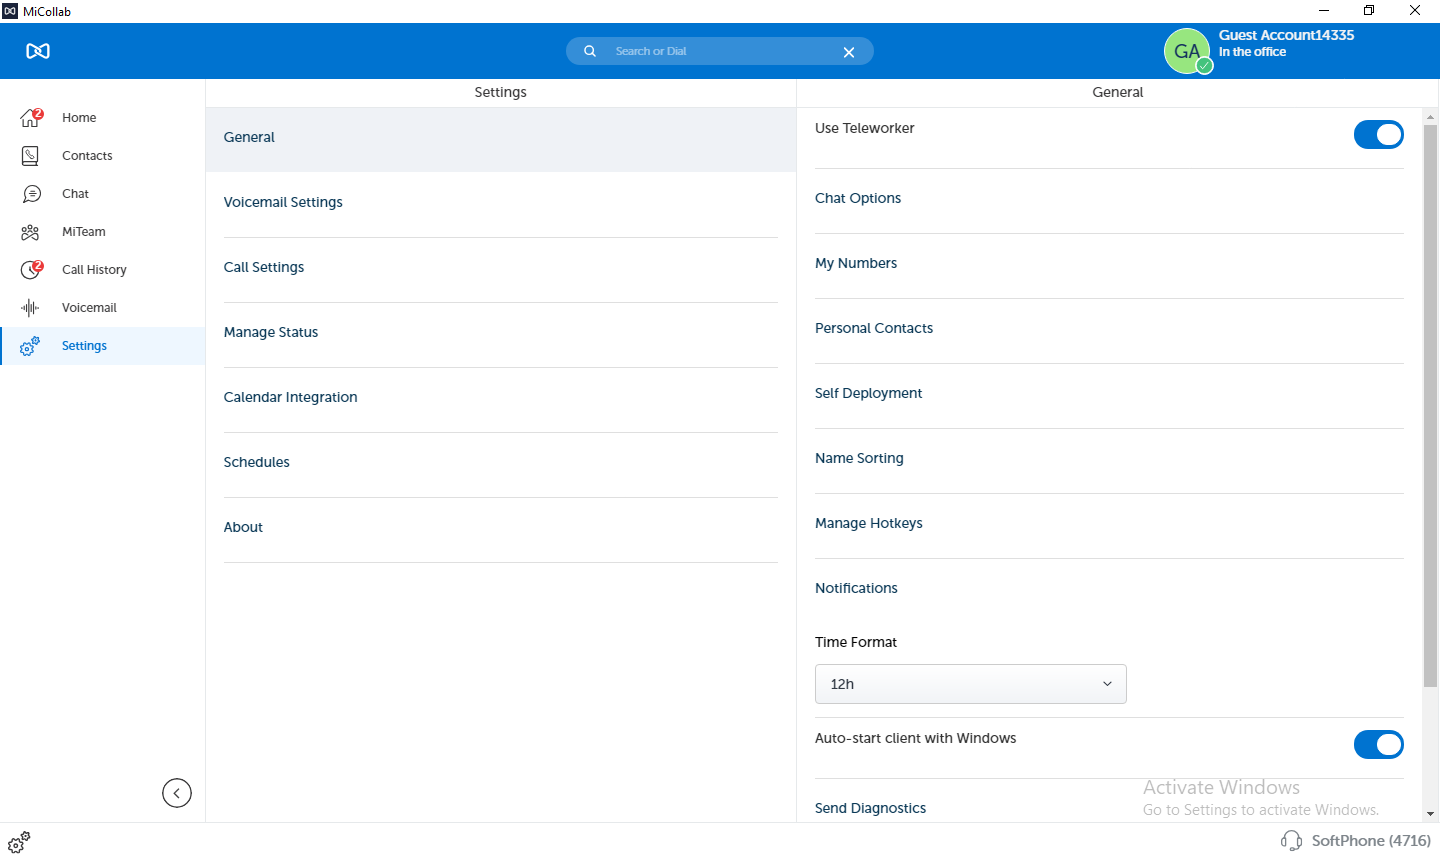 MiCollab
Search or Dial
GA
Guest Account14335
In the office
2
Home
Contacts
Chat
MiTeam
2
Call History
Voicemail
Settings
Settings
General
Voicemail Settings
Call Settings
Manage Status
Calendar Integration
Schedules
About
General
Use Teleworker
Chat Options
My Numbers
Personal Contacts
Self Deployment
Name Sorting
Manage Hotkeys
Notifications
Time Format
12h
Auto-start client with Windows
Send Diagnostics
Activate Windows
Go to Settings to activate Windows.
SoftPhone (4716)